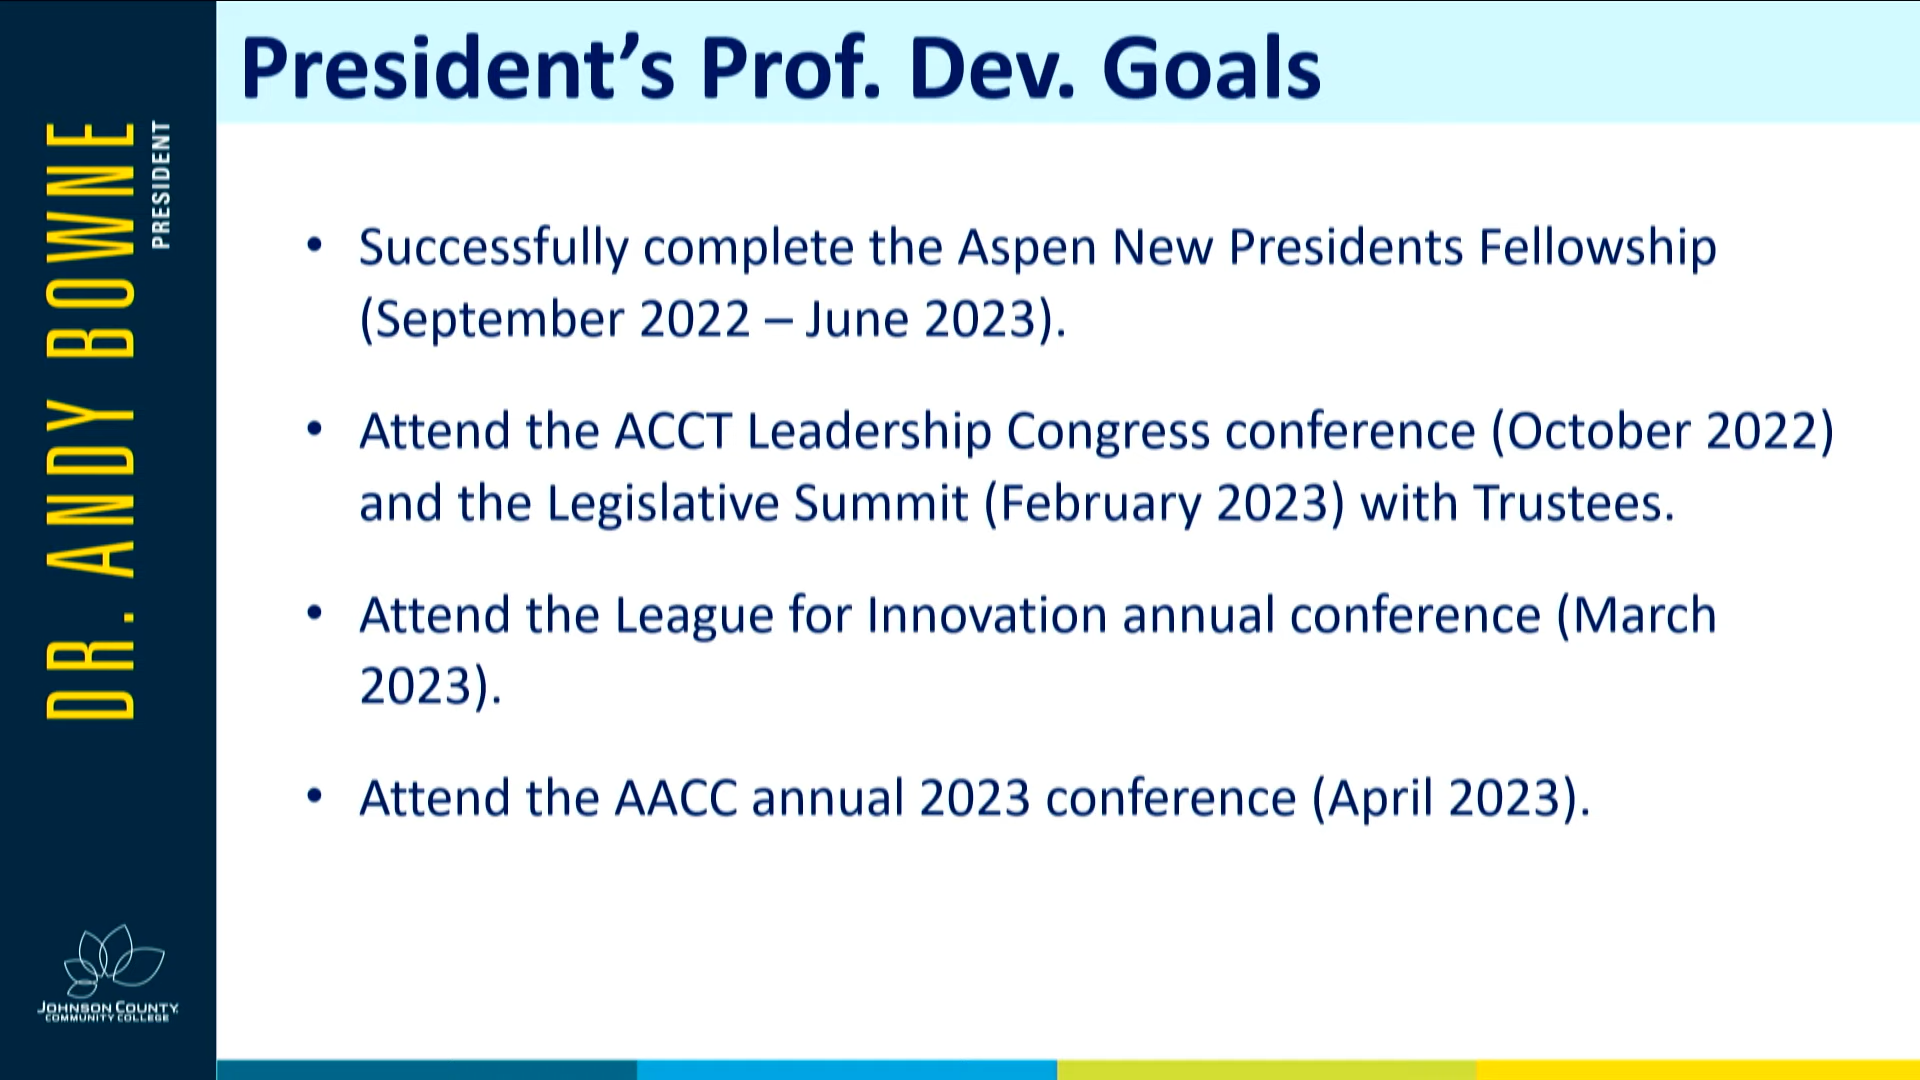 President's Prof. Dev. Goals
DR. ANDY BOWNE
PRESIDENT
• Successfully complete the Aspen New Presidents Fellowship
(September 2022 – June 2023).
• Attend the ACCT Leadership Congress conference (October 2022)
and the Legislative Summit (February 2023) with Trustees.
• Attend the League for Innovation annual conference (March
2023).
• Attend the AACC annual 2023 conference (April 2023).
JOHNSON COUNTY
COMMUNITY COLLEGE